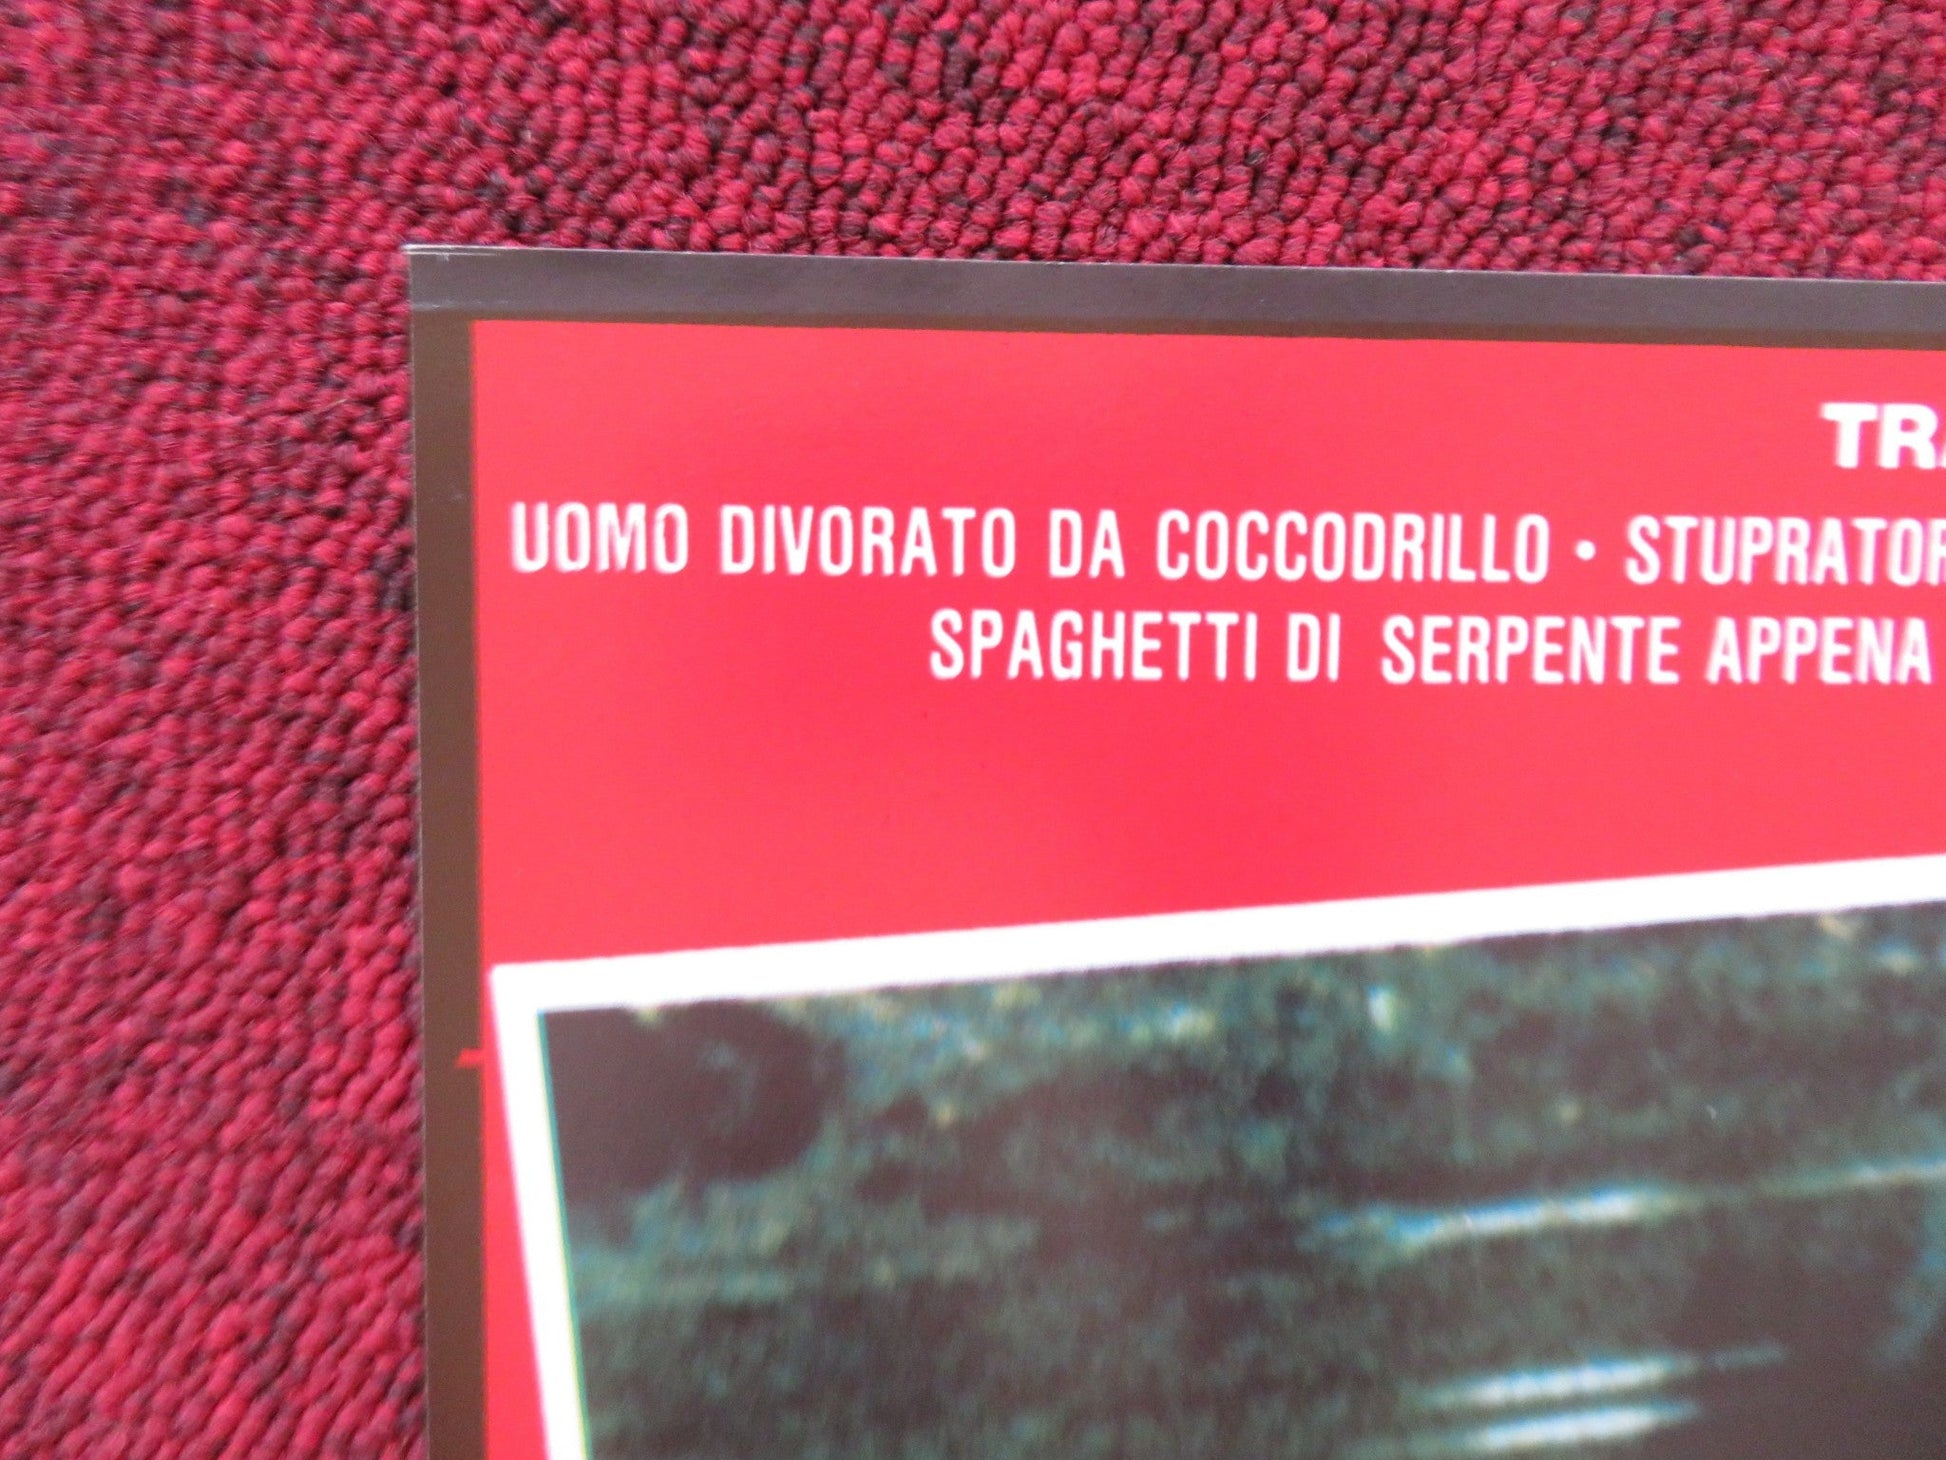 UOMO DIVORATO DA COCCODRILLO •
SPAGHETTI DI SERPENTE APPENA